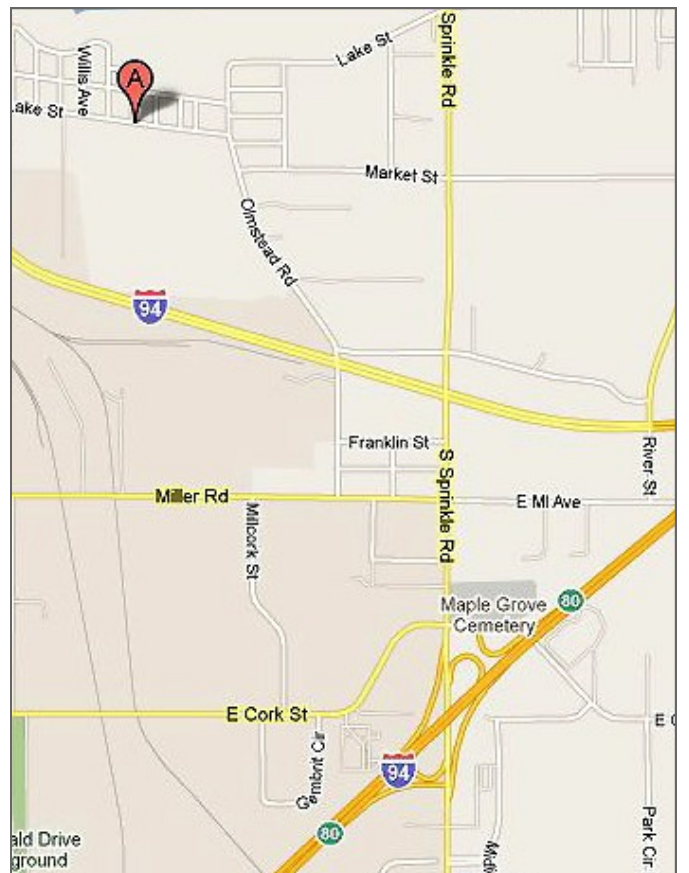 Sprinkle Rd
Lake St
Willis Ave
A
ake St
Market St
Olmstead Rd
94
Franklin St
S Sprinkle Rd
River St
Miller Rd
E MI Ave
Millcork St
80
Maple Grove
Cemetery
E Cork St
Gembrit Cir
94
80
Park Cir
ald Drive
ground